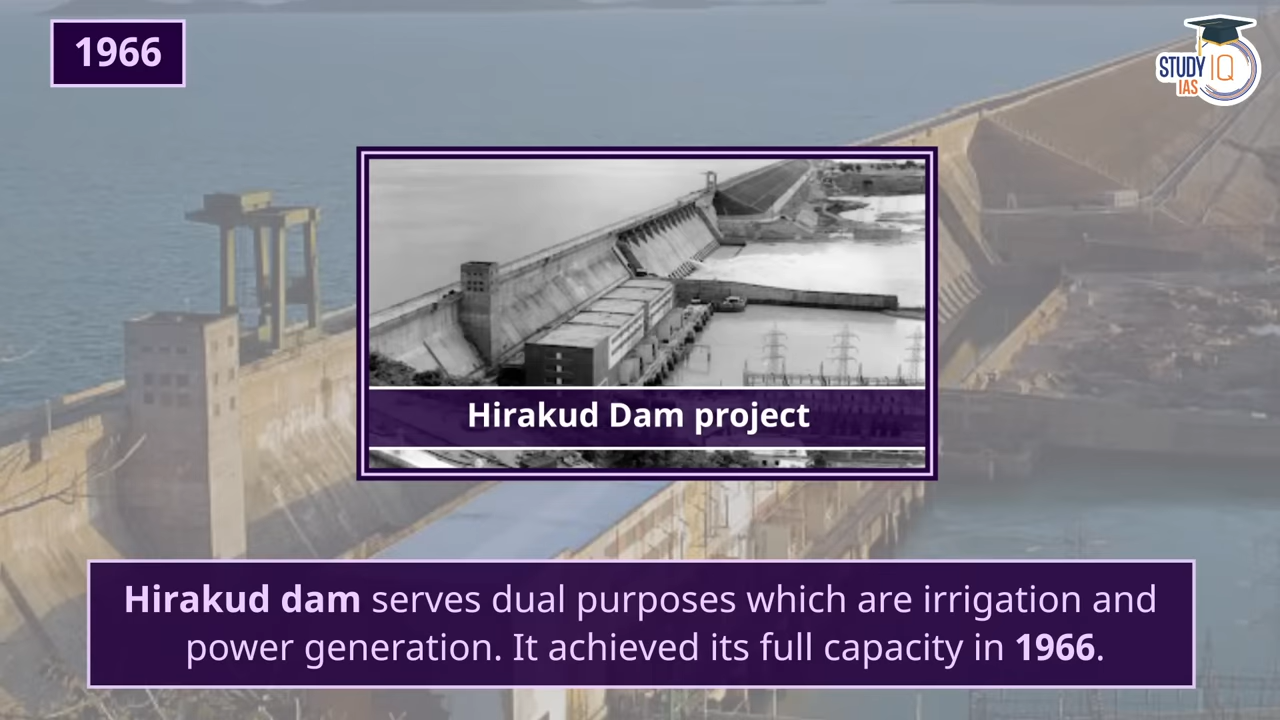 1966
STUDY IQ
IAS
Hirakud Dam project
Hirakud dam serves dual purposes which are irrigation and
power generation. It achieved its full capacity in 1966.